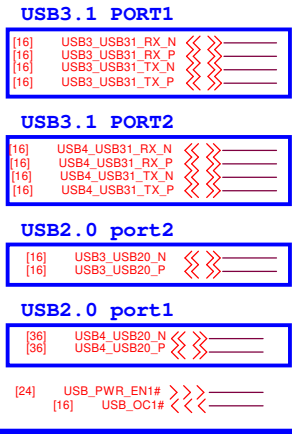 USB3.1 PORT1
[16] USB3_USB31_RX_N
[16] USB3_USB31_RX_P
[16] USB3_USB31_TX_N
[16] USB3_USB31_TX_P
USB3.1 PORT2
[16] USB4_USB31_RX_N
[16] USB4_USB31_RX_P
[16] USB4_USB31_TX_N
[16] USB4_USB31_TX_P
USB2.0 port2
[16] USB3_USB20_N
[16] USB3_USB20_P
USB2.0 port1
[36] USB4_USB20_N
[36] USB4_USB20_P
[24] USB_PWR_EN1#
[16] USB_OC1#